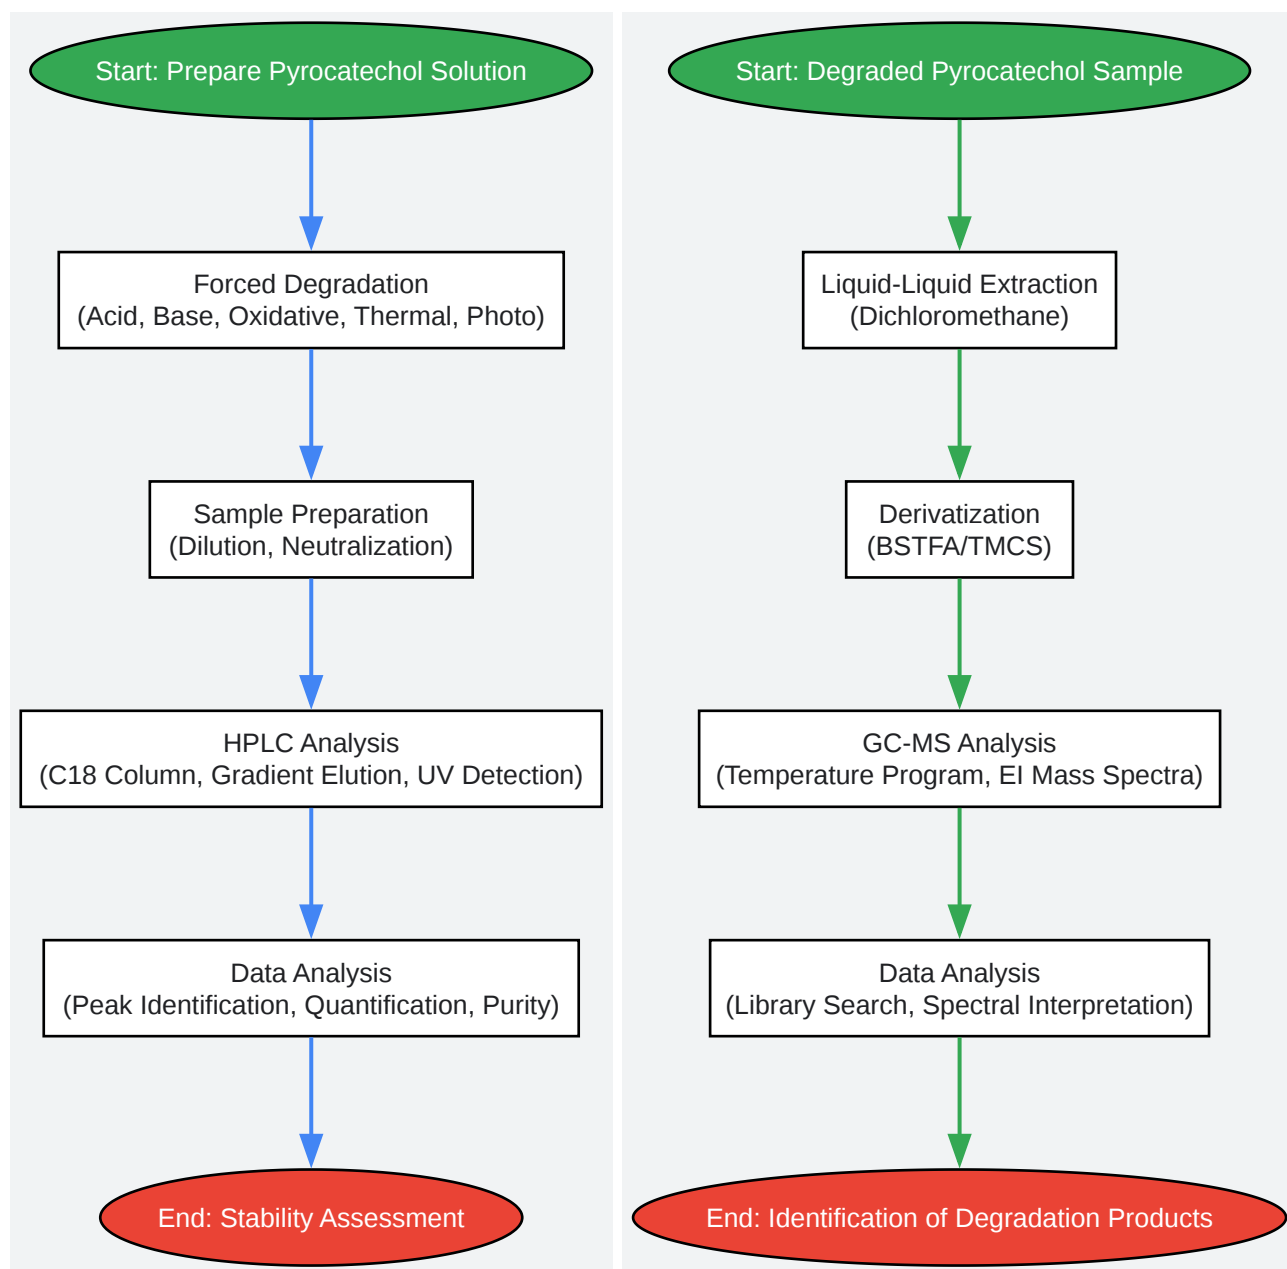 Start: Prepare Pyrocatechol Solution
Forced Degradation
(Acid, Base, Oxidative, Thermal, Photo)
Sample Preparation
(Dilution, Neutralization)
HPLC Analysis
(C18 Column, Gradient Elution, UV Detection)
Data Analysis
(Peak Identification, Quantification, Purity)
End: Stability Assessment
Start: Degraded Pyrocatechol Sample
Liquid-Liquid Extraction
(Dichloromethane)
Derivatization
(BSTFA/TMCS)
GC-MS Analysis
(Temperature Program, EI Mass Spectra)
Data Analysis
(Library Search, Spectral Interpretation)
End: Identification of Degradation Products